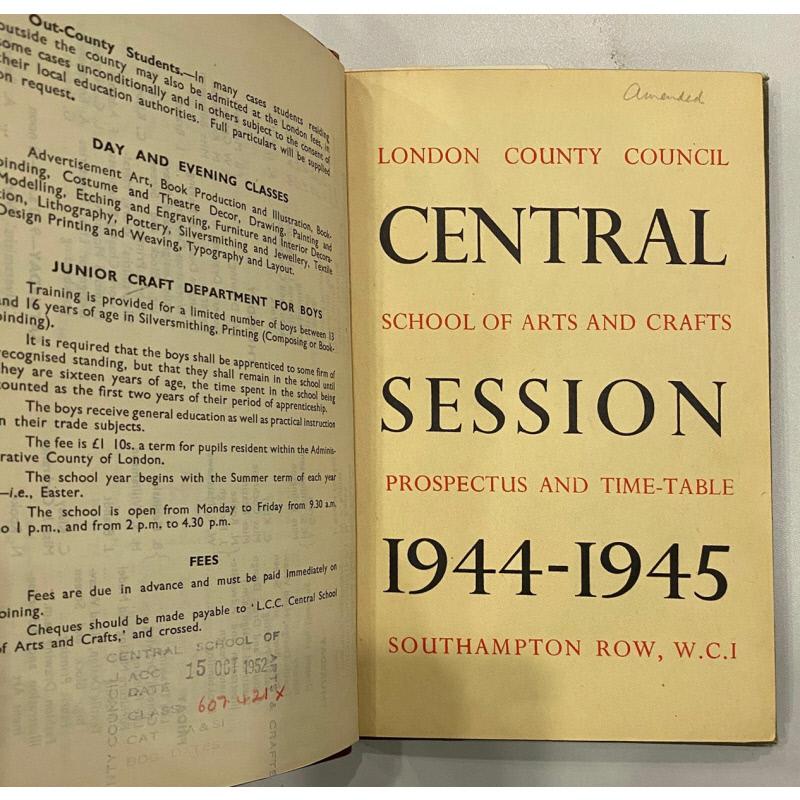 Out-County Students.—In many cases students residing
outside the county may also be admitted at the London fees, in
some cases unconditionally and in others subject to the consent of
their local education authorities. Full particulars will be supplied
on request.
DAY AND EVENING CLASSES
Advertisement Art, Book Production and Illustration, Book-
binding, Costume and Theatre Decor, Drawing, Painting and
Modelling, Etching and Engraving, Furniture and Interior Decora-
tion, Lithography, Pottery, Silversmithing and Jewellery, Textile
Design Printing and Weaving, Typography and Layout.
JUNIOR CRAFT DEPARTMENT FOR BOYS
Training is provided for a limited number of boys between 13
and 16 years of age in Silversmithing, Printing (Composing or Book-
binding).
It is required that the boys shall be apprenticed to some firm of
recognised standing, but that they shall remain in the school until
they are sixteen years of age, the time spent in the school being
counted as the first two years of their period of apprenticeship.
The boys receive general education as well as practical instruction
in their trade subjects.
The fee is £1 10s. a term for pupils resident within the Adminis-
trative County of London.
The school year begins with the Summer term of each year
—i.e., Easter.
The school is open from Monday to Friday from 9.30 a.m.
to 1 p.m., and from 2 p.m. to 4.30 p.m.
FEES
Fees are due in advance and must be paid immediately on
joining.
Cheques should be made payable to 'L.C.C. Central School
of Arts and Crafts,' and crossed.
CENTRAL SCHOOL OF
ARTS & CRAFTS
ACC
DATE
15 OCT 1952
CLASS 607.421 X
CAT
Amended
LONDON COUNTY COUNCIL
CENTRAL
SCHOOL OF ARTS AND CRAFTS
SESSION
PROSPECTUS AND TIME-TABLE
1944-1945
SOUTHAMPTON ROW, W.C.1